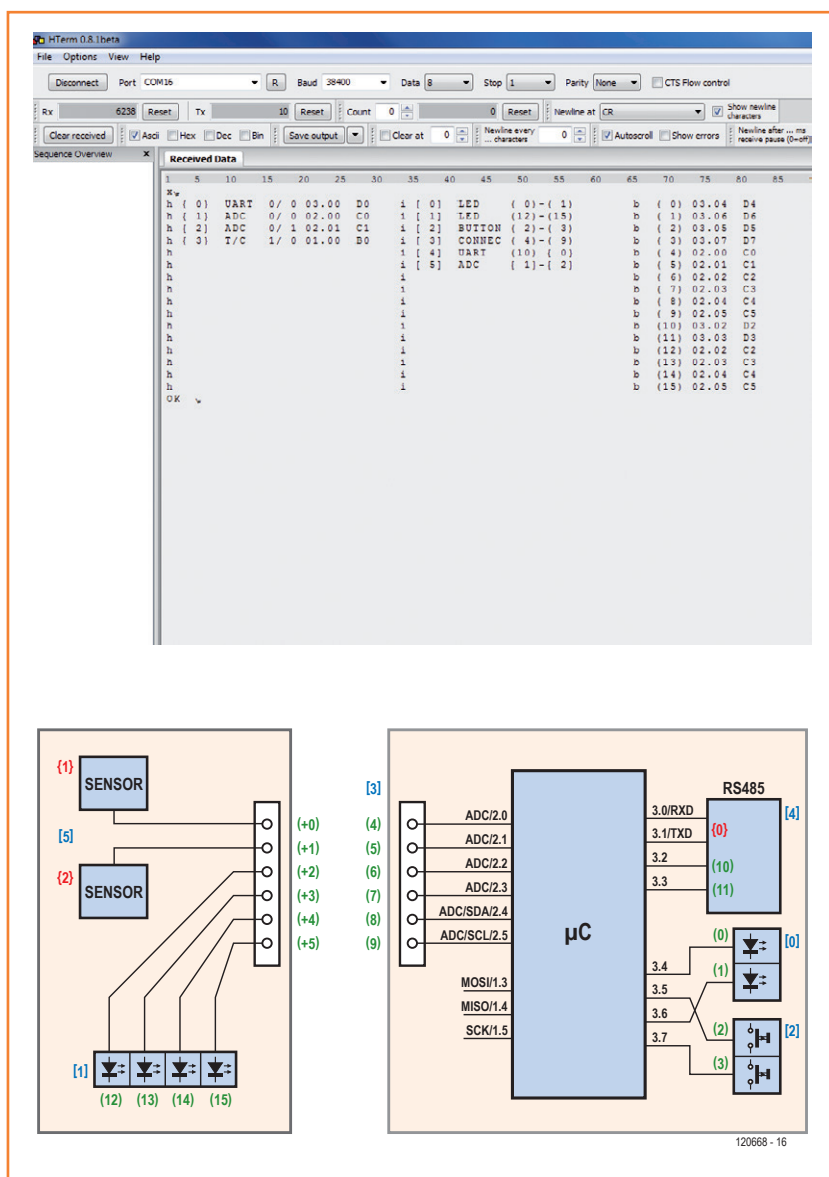 HTerm 0.8.1beta
File Options View Help
Disconnect Port COM16 R Baud 38400 Data 8 Stop 1 Parity None CTS Flow control
Rx 6238 Reset Tx 10 Reset Count 0 0 Reset Newline at CR Show newline characters
Clear received Ascii Hex Dec Bin Save output Clear at 0 Newline every ... characters 0 Autoscroll Show errors Newline after ... ms receive pause (0=off)
Sequence Overview x Received Data
1 5 10 15 20 25 30 35 40 45 50 55 60 65 70 75 80 85
x
h { 0} UART 0/ 0 03.00 D0 i [ 0] LED ( 0)-( 1) b ( 0) 03.04 D4
h { 1} ADC 0/ 0 02.00 C0 i [ 1] LED (12)-(15) b ( 1) 03.06 D6
h { 2} ADC 0/ 1 02.01 C1 i [ 2] BUTTON ( 2)-( 3) b ( 2) 03.05 D5
h { 3} T/C 1/ 0 01.00 B0 i [ 3] CONNEC ( 4)-( 9) b ( 3) 03.07 D7
h i [ 4] UART (10) { 0} b ( 4) 02.00 C0
h i [ 5] ADC { 1}-{ 2} b ( 5) 02.01 C1
h i b ( 6) 02.02 C2
h i b ( 7) 02.03 C3
h i b ( 8) 02.04 C4
h i b ( 9) 02.05 C5
h i b (10) 03.02 D2
h i b (11) 03.03 D3
h i b (12) 02.02 C2
h i b (13) 02.03 C3
h i b (14) 02.04 C4
h i b (15) 02.05 C5
OK
{1}
SENSOR
[5]
{2}
SENSOR
(+0)
(+1)
(+2)
(+3)
(+4)
(+5)
[1]
(12) (13) (14) (15)
[3]
(4) ADC/2.0
(5) ADC/2.1
(6) ADC/2.2
(7) ADC/2.3
(8) ADC/SDA/2.4
(9) ADC/SCL/2.5
MOSI/1.3
MISO/1.4
SCK/1.5
µC
RS485
3.0/RXD [4]
3.1/TXD {0}
3.2 (10)
3.3 (11)
3.4 (0) [0]
3.5 (1)
3.6 (2) [2]
3.7 (3)
120668 - 16